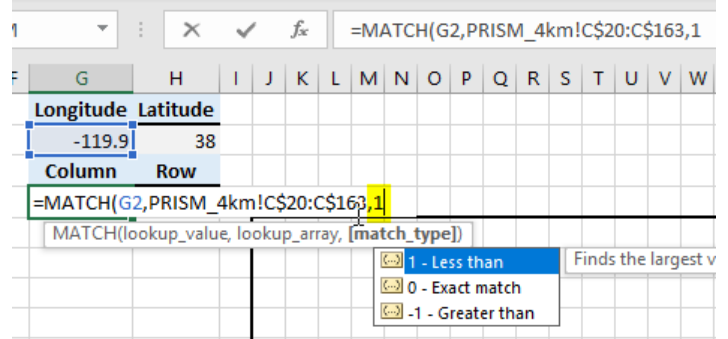 =MATCH(G2,PRISM_4km!C$20:C$163,1
G H I J K L M N O P Q R S T U V W
Longitude Latitude
-119.9 38
Column Row
=MATCH(G2,PRISM_4km!C$20:C$163,1
MATCH(lookup_value, lookup_array, [match_type])
1 - Less than Finds the largest v
0 - Exact match
-1 - Greater than